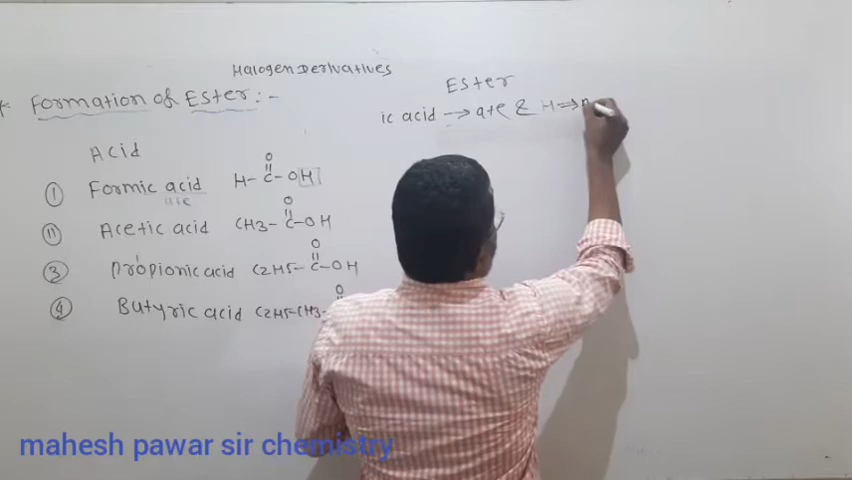 Halogen Derivatives
Formation of Ester :-
Ester
ic acid → ate & H ⇒
Acid
① Formic acid H-C-OH
O
ate
② Acetic acid CH3-C-OH
O
③ Propionic acid C2H5-C-OH
O
④ Butyric acid C2H5-CH3-
O
mahesh pawar sir chemistry